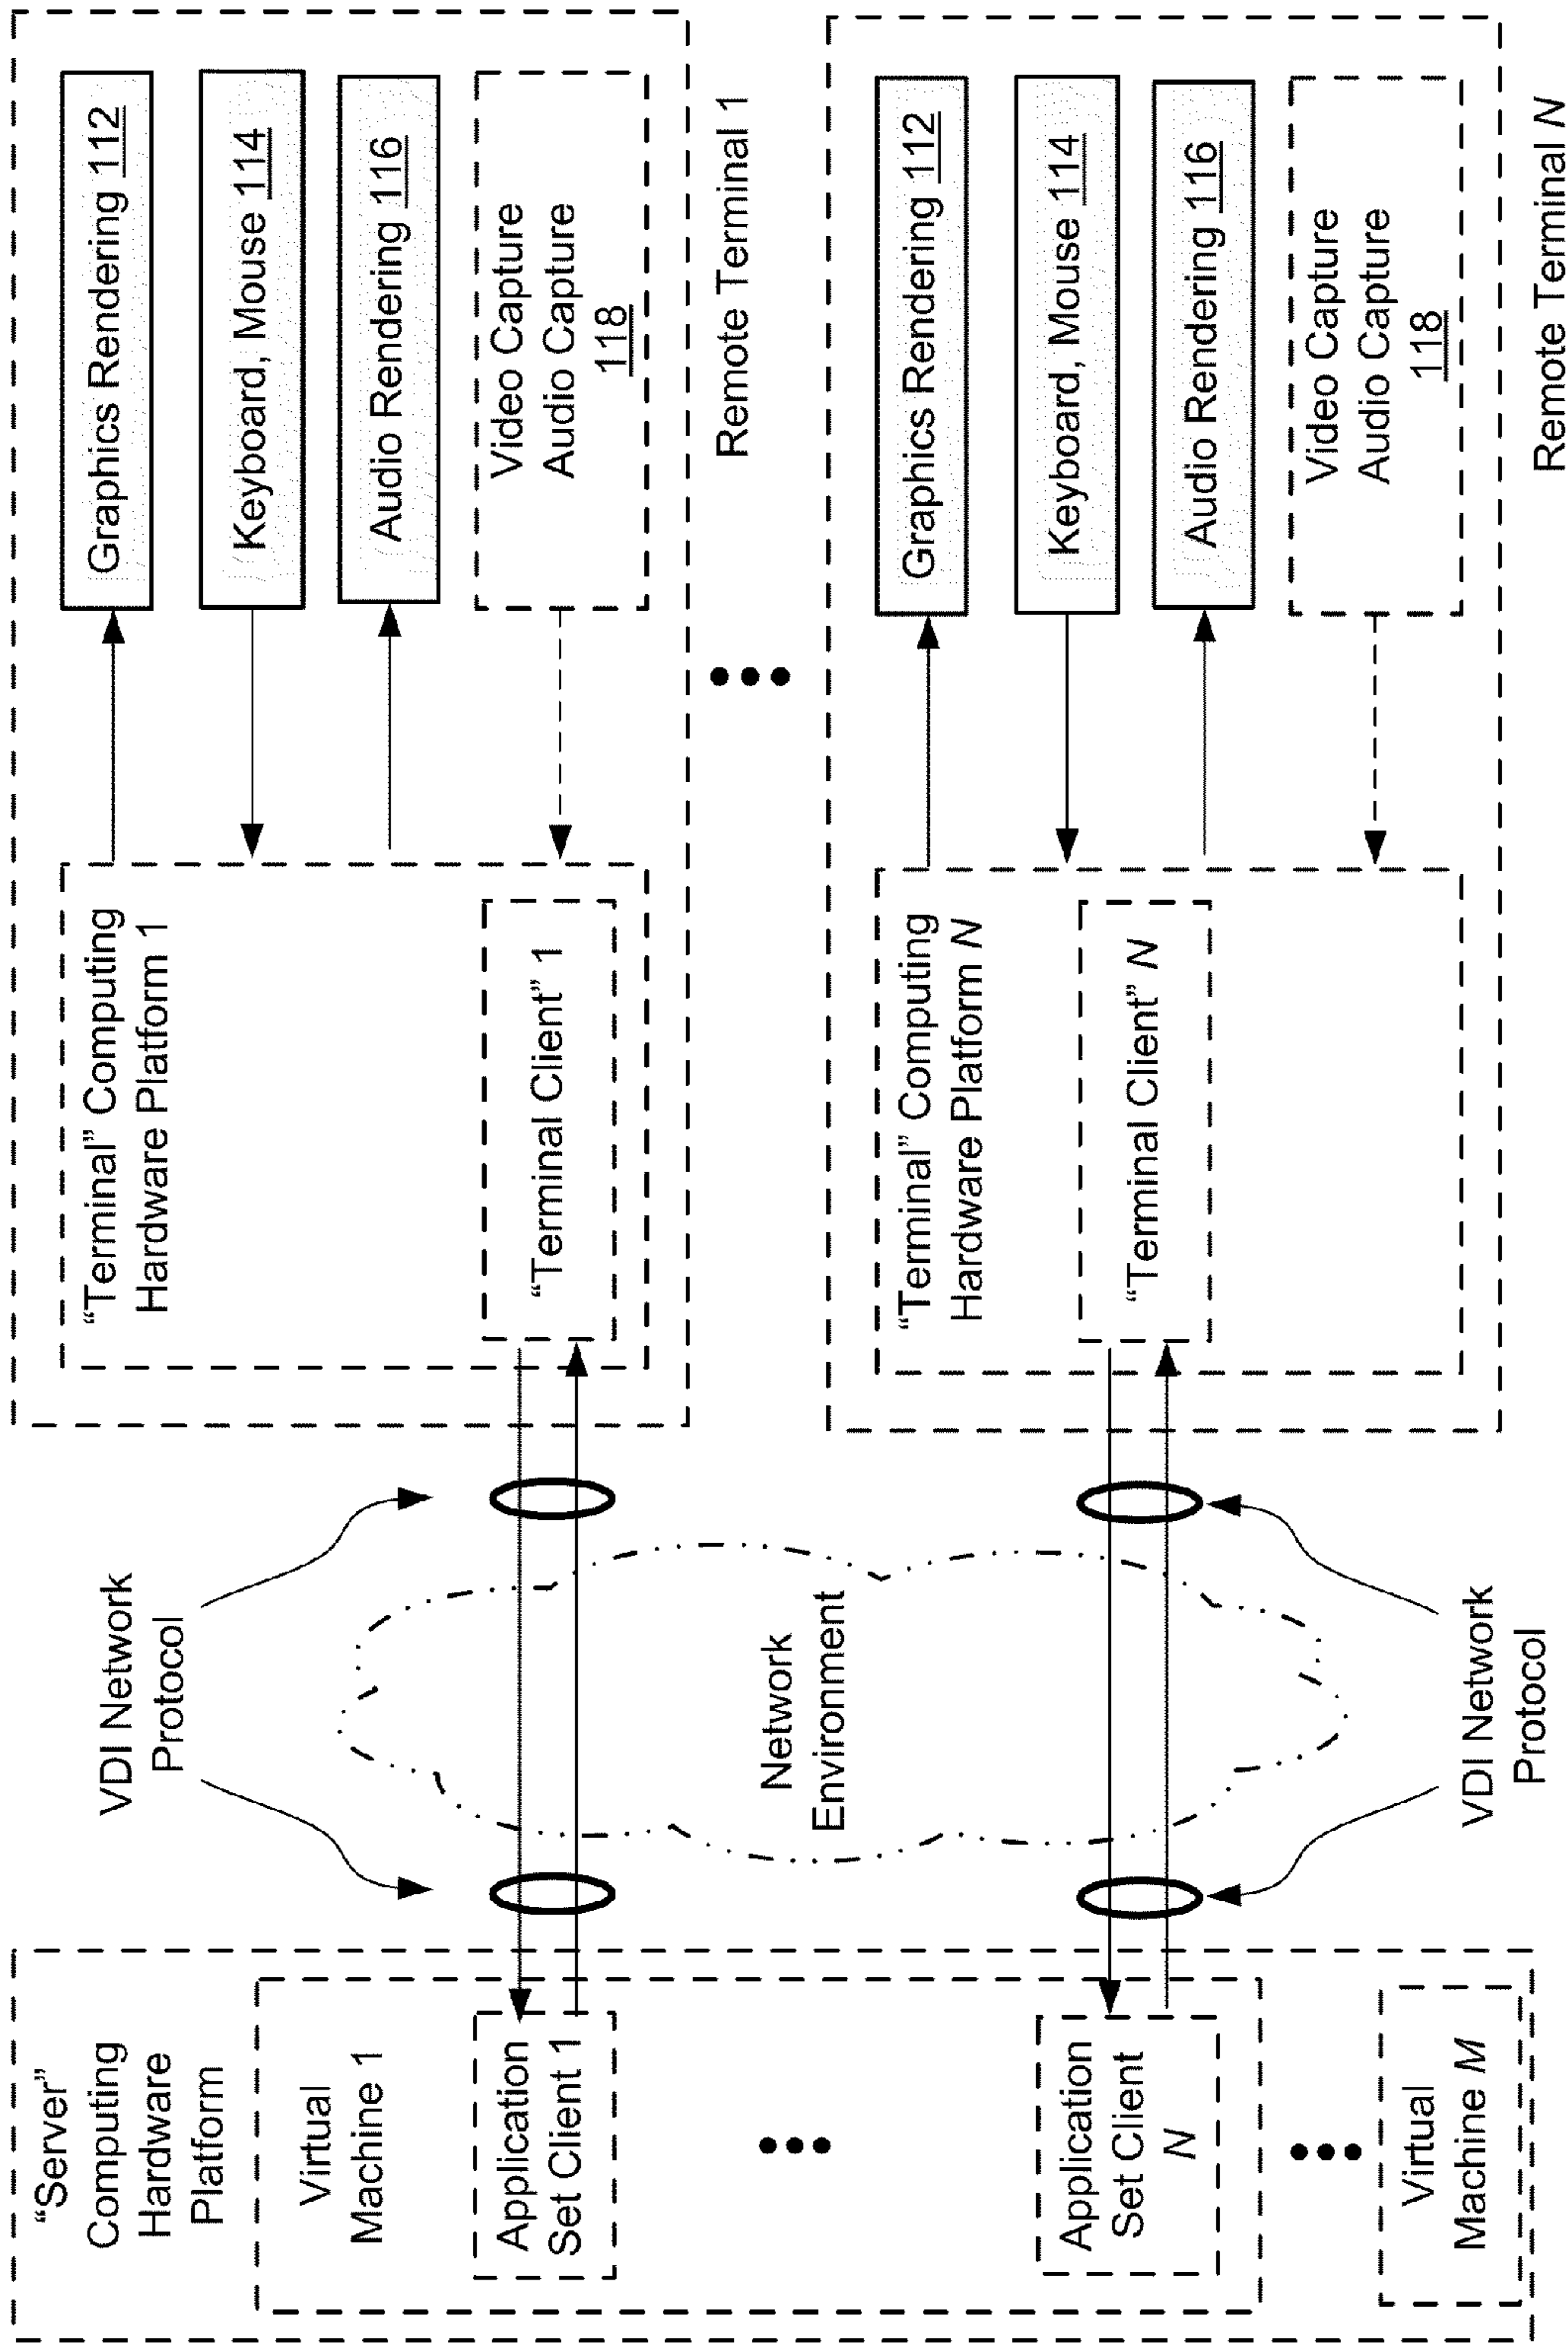 “Server”
Computing
Hardware
Platform
Virtual
Machine 1
Application
Set Client 1
Application
Set Client
N
Virtual
Machine M
VDI Network
Protocol
Network
Environment
VDI Network
Protocol
“Terminal” Computing
Hardware Platform 1
“Terminal Client” 1
Graphics Rendering 112
Keyboard, Mouse 114
Audio Rendering 116
Video Capture
Audio Capture
118
Remote Terminal 1
“Terminal” Computing
Hardware Platform N
“Terminal Client” N
Graphics Rendering 112
Keyboard, Mouse 114
Audio Rendering 116
Video Capture
Audio Capture
118
Remote Terminal N